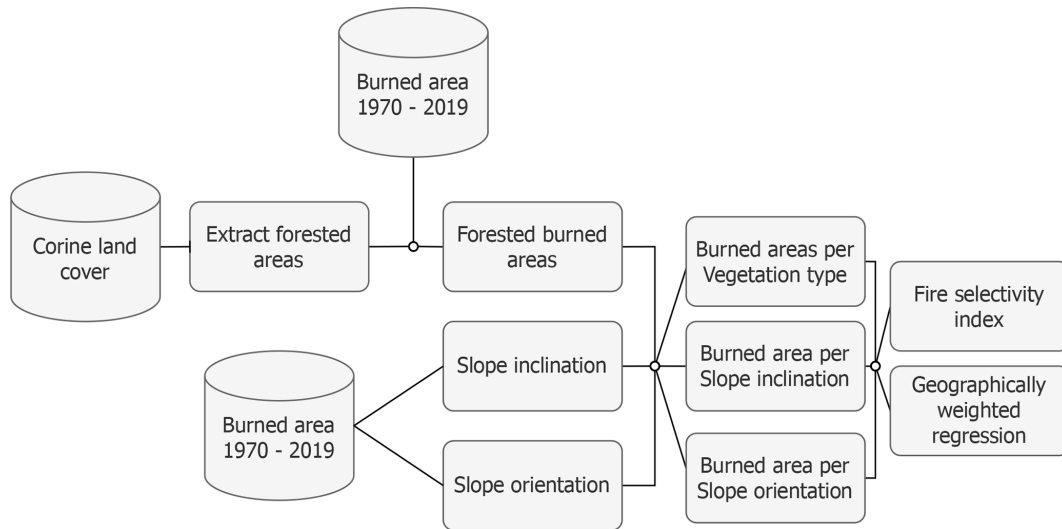 Burned area
1970 - 2019
Corine land
cover
Extract forested
areas
Forested burned
areas
Burned areas per
Vegetation type
Fire selectivity
index
Slope inclination
Burned area per
Slope inclination
Geographically
weighted
regression
Burned area
1970 - 2019
Slope orientation
Burned area per
Slope orientation